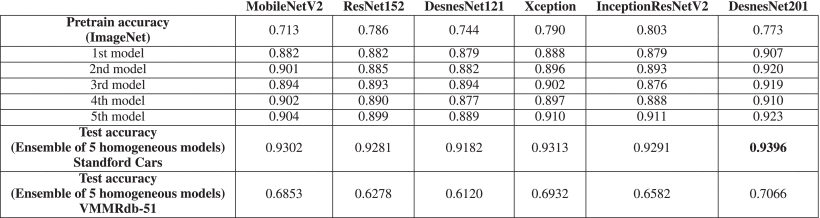 MobileNetV2 ResNet152 DesnesNet121 Xception InceptionResNetV2 DesnesNet201
Pretrain accuracy
(ImageNet) 0.713 0.786 0.744 0.790 0.803 0.773
1st model 0.882 0.882 0.879 0.888 0.879 0.907
2nd model 0.901 0.885 0.882 0.896 0.893 0.920
3rd model 0.894 0.893 0.894 0.902 0.876 0.919
4th model 0.902 0.890 0.877 0.897 0.888 0.910
5th model 0.904 0.899 0.889 0.910 0.911 0.923
Test accuracy
(Ensemble of 5 homogeneous models) 0.9302 0.9281 0.9182 0.9313 0.9291 0.9396
Standford Cars
Test accuracy
(Ensemble of 5 homogeneous models) 0.6853 0.6278 0.6120 0.6932 0.6582 0.7066
VMMRdb-51